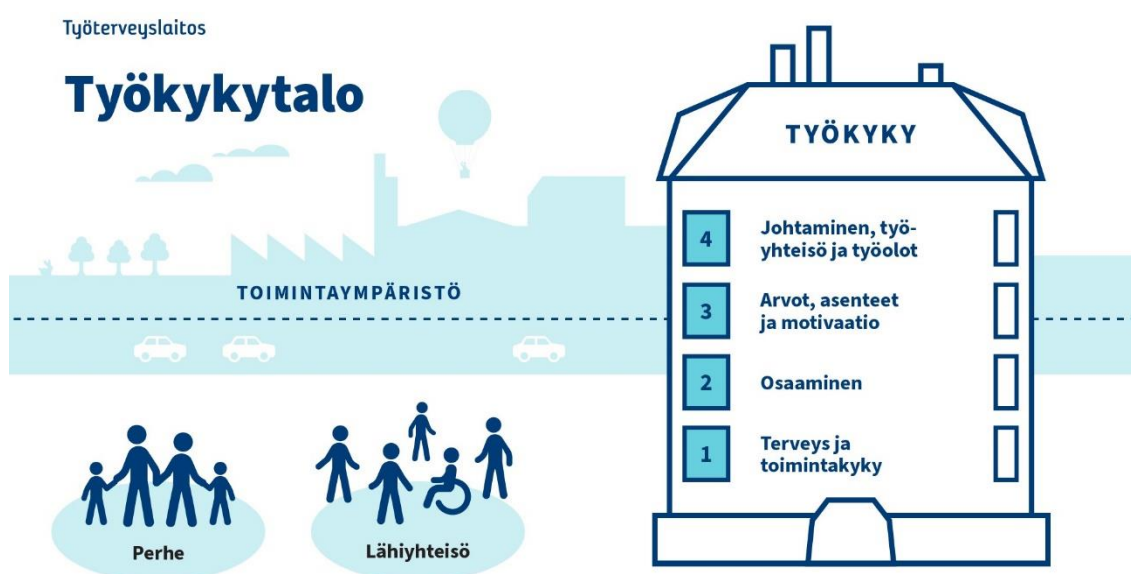 Työterveyslaitos
Työkykytalo
TYÖKYKY
4
Johtaminen, työ-
yhteisö ja työolot
3
Arvot, asenteet
ja motivaatio
2
Osaaminen
1
Terveys ja
toimintakyky
TOIMINTAYMPÄRISTÖ
Perhe
Lähiyhteisö